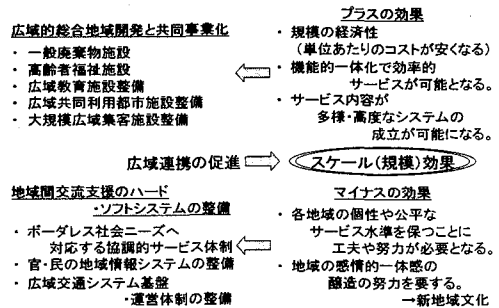 広域的総合地域開発と共同事業化
・ 一般廃棄物施設
・ 高齢者福祉施設
・ 広域教育施設整備
・ 広域共同利用都市施設整備
・ 大規模広域集客施設整備
プラスの効果
・ 規模の経済性
(単位あたりのコストが安くなる)
・ 機能的一体化で効率的
サービスが可能となる。
・ サービス内容が
多様・高度なシステムの
成立が可能になる。
広域連携の促進
スケール(規模)効果
地域間交流支援のハード
・ソフトシステムの整備
・ ボーダレス社会ニーズへ
対応する協調的サービス体制
・ 官・民の地域情報システムの整備
・ 広域交通システム基盤
・運営体制の整備
マイナスの効果
・ 各地域の個性や公平な
サービス水準を保つことに
工夫や努力が必要となる。
・ 地域の感情的一体感の
醸造の努力を要する。
→新地域文化